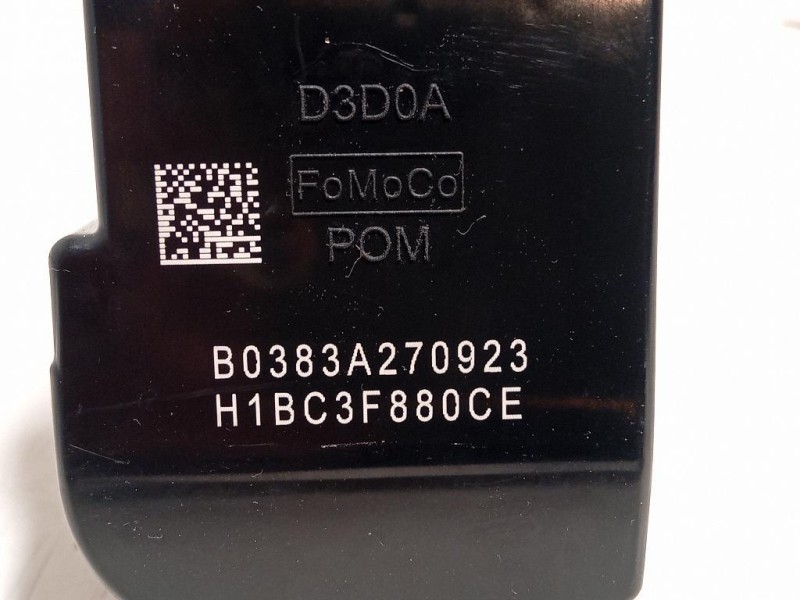 D3D0A
FoMoCo
POM
B0383A270923
H1BC3F880CE